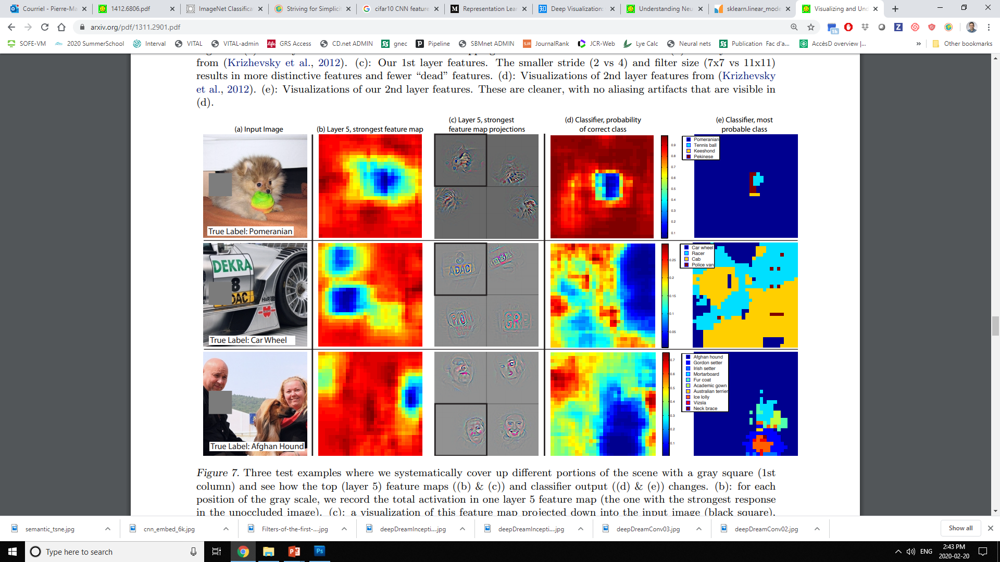 Courriel - Pierre-Ma
1412.6806.pdf
ImageNet Classifica
Striving for Simplici
cifar10 CNN feature
Representation Lea
Deep Visualization:
Understanding Neu
sklearn.linear_mode
Visualizing and Unc
arxiv.org/pdf/1311.2901.pdf
1h
SOFE-VM
2020 SummerSchool
Interval
VITAL
VITAL-admin
GRS Access
CD.net ADMIN
gnec
Pipeline
SBMnet ADMIN
JournalRank
JCR-Web
Lye Calc
Neural nets
Publication Fac d'a...
AccèsD overview |...
»
Other bookmarks
from (Krizhevsky et al., 2012). (c): Our 1st layer features. The smaller stride (2 vs 4) and filter size (7x7 vs 11x11)
results in more distinctive features and fewer “dead” features. (d): Visualizations of 2nd layer features from (Krizhevsky
et al., 2012). (e): Visualizations of our 2nd layer features. These are cleaner, with no aliasing artifacts that are visible in
(d).
(a) Input Image
(b) Layer 5, strongest feature map
(c) Layer 5, strongest
feature map projections
(d) Classifier, probability
of correct class
(e) Classifier, most
probable class
True Label: Pomeranian
0.9
0.8
0.7
0.6
0.5
0.4
0.3
0.2
0.1
Pomeranian
Tennis ball
Keeshond
Pekinese
DEKRA
8
DAC
H&R
True Label: Car Wheel
ADAC
PO
GR
0.25
0.2
0.15
0.1
0.05
Car wheel
Racer
Cab
Police van
True Label: Afghan Hound
0.7
0.6
0.5
0.4
0.3
0.2
0.1
Afghan hound
Gordon setter
Irish setter
Mortarboard
Fur coat
Academic gown
Australian terrier
Ice lolly
Vizsla
Neck brace
Figure 7. Three test examples where we systematically cover up different portions of the scene with a gray square (1st
column) and see how the top (layer 5) feature maps ((b) & (c)) and classifier output ((d) & (e)) changes. (b): for each
position of the gray scale, we record the total activation in one layer 5 feature map (the one with the strongest response
in the unoccluded image). (c): a visualization of this feature map projected down into the input image (black square),
semantic_tsne.jpg
cnn_embed_6k.jpg
Filters-of-the-first-....jpg
deepDreamIncepti....jpg
deepDreamIncepti....jpg
deepDreamConv03.jpg
deepDreamConv02.jpg
Show all
Type here to search
ENG
2:43 PM
2020-02-20